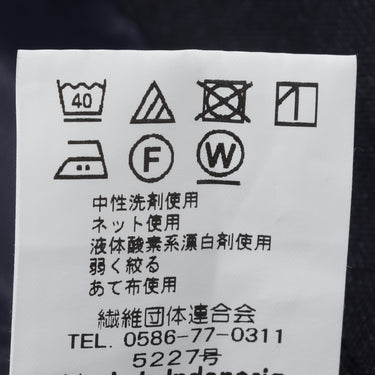 40
F W
中性洗剤使用
ネット使用
液体酸素系漂白剤使用
弱く絞る
あて布使用
繊維団体連合会
TEL. 0586-77-0311
5227号
Indonesia